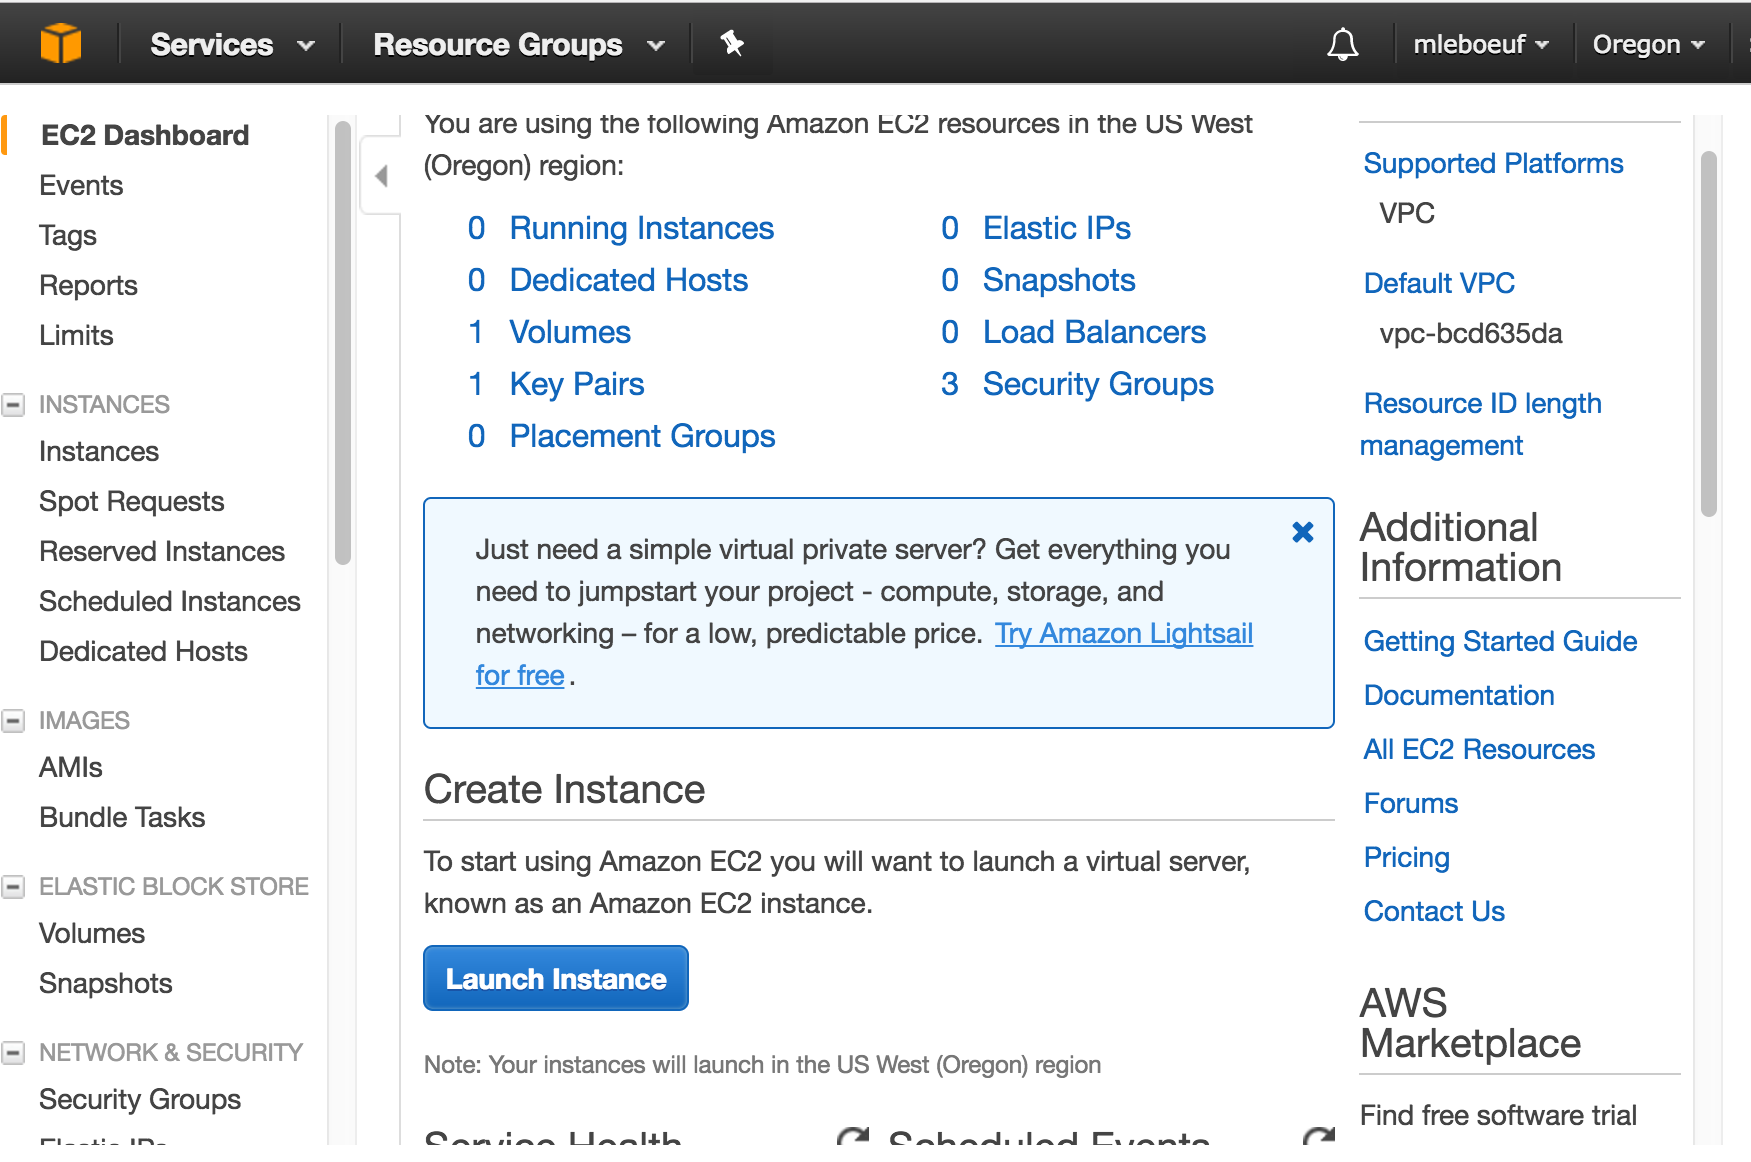 Services
Resource Groups
mleboeuf
Oregon
EC2 Dashboard
Events
Tags
Reports
Limits
INSTANCES
Instances
Spot Requests
Reserved Instances
Scheduled Instances
Dedicated Hosts
IMAGES
AMIs
Bundle Tasks
ELASTIC BLOCK STORE
Volumes
Snapshots
NETWORK & SECURITY
Security Groups
Elastic IPs
You are using the following Amazon EC2 resources in the US West
(Oregon) region:
0 Running Instances
0 Elastic IPs
0 Dedicated Hosts
0 Snapshots
1 Volumes
0 Load Balancers
1 Key Pairs
3 Security Groups
0 Placement Groups
Just need a simple virtual private server? Get everything you
need to jumpstart your project - compute, storage, and
networking – for a low, predictable price. Try Amazon Lightsail
for free.
Create Instance
To start using Amazon EC2 you will want to launch a virtual server,
known as an Amazon EC2 instance.
Launch Instance
Note: Your instances will launch in the US West (Oregon) region
Service Health
Scheduled Events
Supported Platforms
VPC
Default VPC
vpc-bcd635da
Resource ID length
management
Additional
Information
Getting Started Guide
Documentation
All EC2 Resources
Forums
Pricing
Contact Us
AWS
Marketplace
Find free software trial